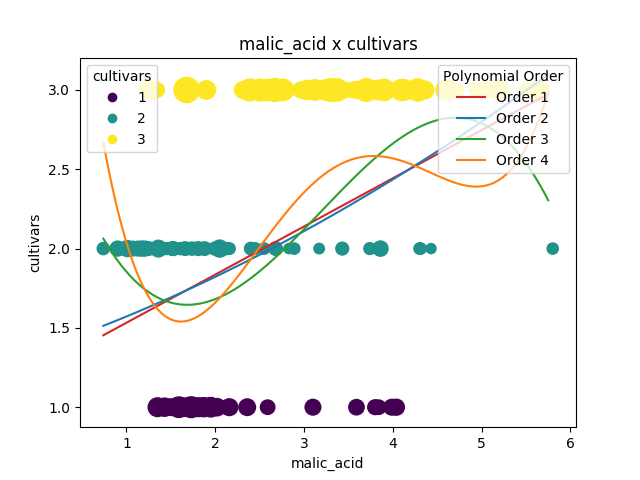 malic_acid x cultivars
cultivars
1
2
3
Polynomial Order
Order 1
Order 2
Order 3
Order 4
3.0
2.5
2.0
1.5
1.0
cultivars
1
2
3
4
5
6
malic_acid